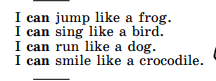 I can jump like a frog.
I can sing like a bird.
I can run like a dog.
I can smile like a crocodile.